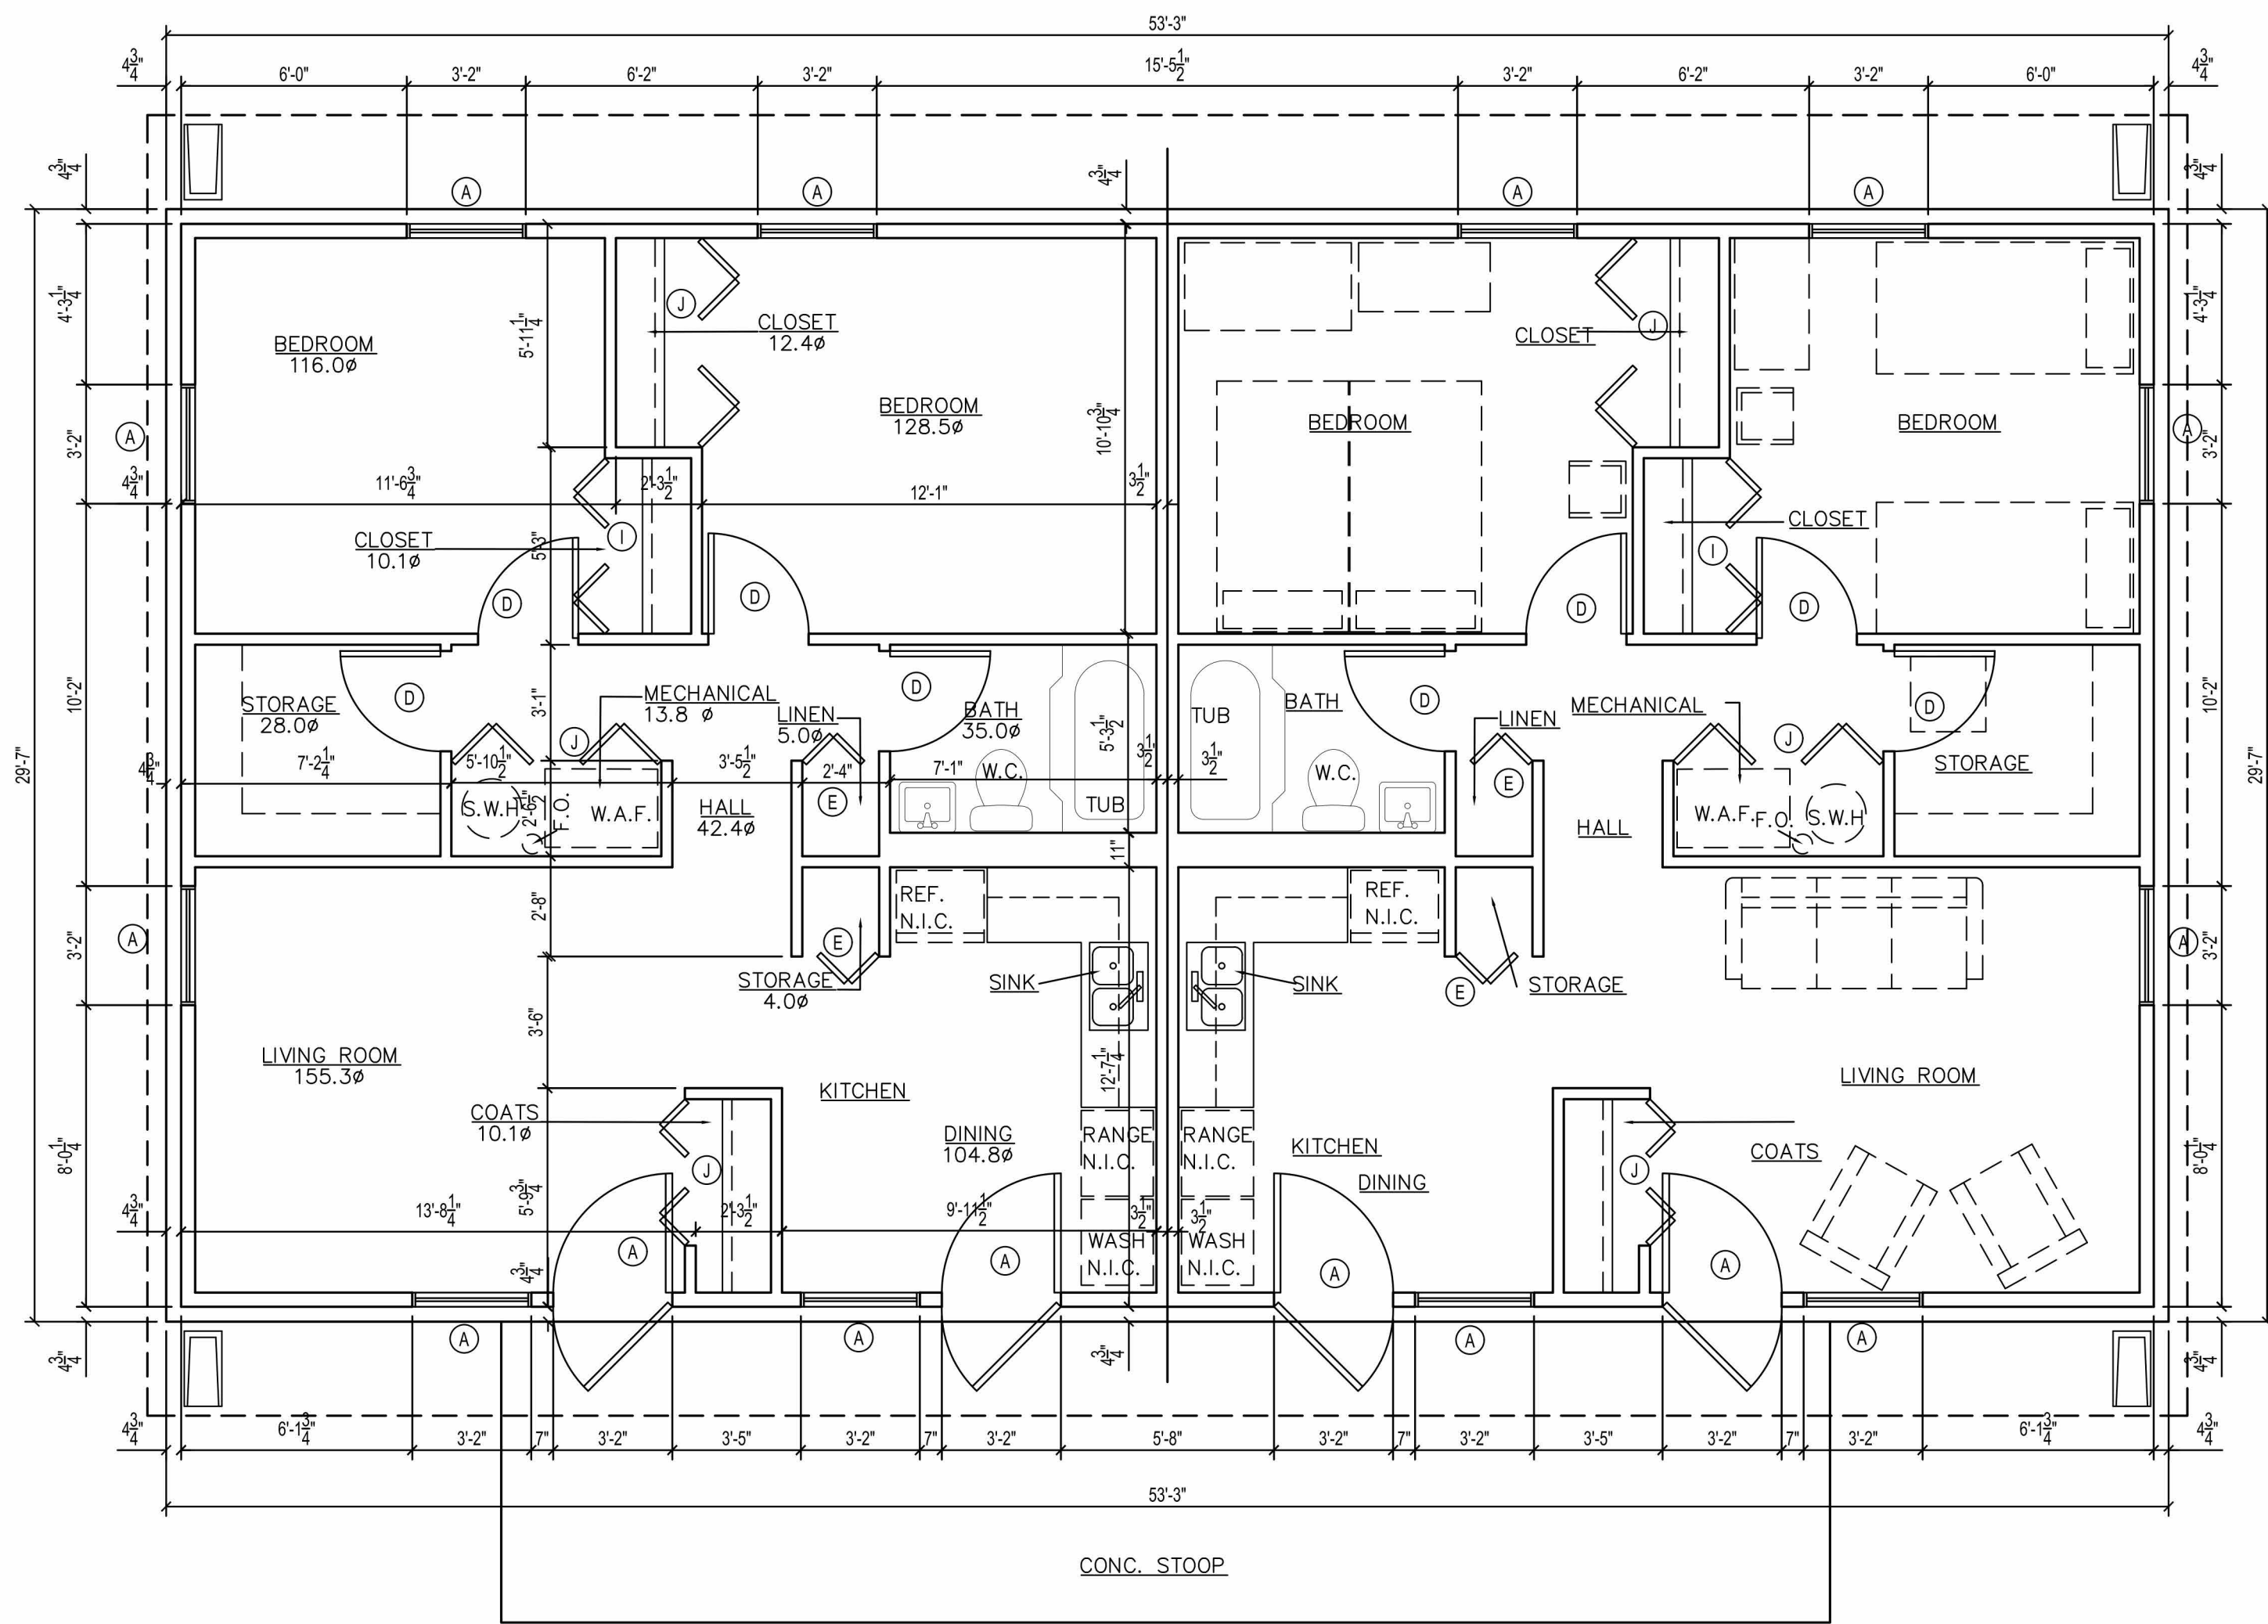 53'-3"
4 3/4" 6'-0" 3'-2" 6'-2" 3'-2" 15'-5 1/2" 3'-2" 6'-2" 3'-2" 6'-0" 4 3/4"
4 3/4" A A 4 3/4" A A 4 3/4"
4'-3 1/4" 5'-11 1/4" J CLOSET 12.4ø CLOSET J 4'-3 1/4"
BEDROOM
116.0ø
BEDROOM
128.5ø
10'-10 3/4"
BEDROOM
BEDROOM
A 3'-2" A 3'-2"
4 3/4" 11'-6 3/4" 2'-3 1/2" 12'-1" 3 1/2"
CLOSET
10.1ø
I 5'-3"
CLOSET
I
D D D D
10'-2" 10'-2"
STORAGE
28.0ø
D
3'-1"
MECHANICAL
13.8 ø
LINEN
5.0ø
D
BATH
35.0ø
5'-3 1/2"
TUB
BATH
D
LINEN
MECHANICAL
D
29'-7" 29'-7"
4 3/4" 7'-2 1/4" 5'-10 1/2" J 3'-5 1/2" 2'-4" 7'-1" 3 1/2" 3 1/2"
W.C. W.C. J STORAGE
S.W.H 2'-6 1/2" F.O. W.A.F. HALL 42.4ø E TUB E HALL W.A.F. F.O. S.W.H
11"
2'-8"
REF.
N.I.C.
REF.
N.I.C.
A 3'-2" E A 3'-2"
STORAGE
4.0ø
SINK SINK E STORAGE
3'-6"
LIVING ROOM
155.3ø
KITCHEN
12'-7 1/4"
LIVING ROOM
COATS
10.1ø
DINING
104.8ø
RANGE
N.I.C.
RANGE
N.I.C.
KITCHEN
DINING
COATS
8'-0 1/4" J J 8'-0 1/4"
4 3/4" 13'-8 1/4" 5'-9 3/4" 2'-3 1/2" 9'-11 1/2" 3 1/2" 3 1/2"
WASH
N.I.C.
WASH
N.I.C.
4 3/4" A A A A
4 3/4" A A 4 3/4" A A 4 3/4"
4 3/4" 6'-1 3/4" 3'-2" 7" 3'-2" 3'-5" 3'-2" 7" 3'-2" 5'-8" 3'-2" 7" 3'-2" 3'-5" 3'-2" 7" 3'-2" 6'-1 3/4" 4 3/4"
53'-3"
CONC. STOOP